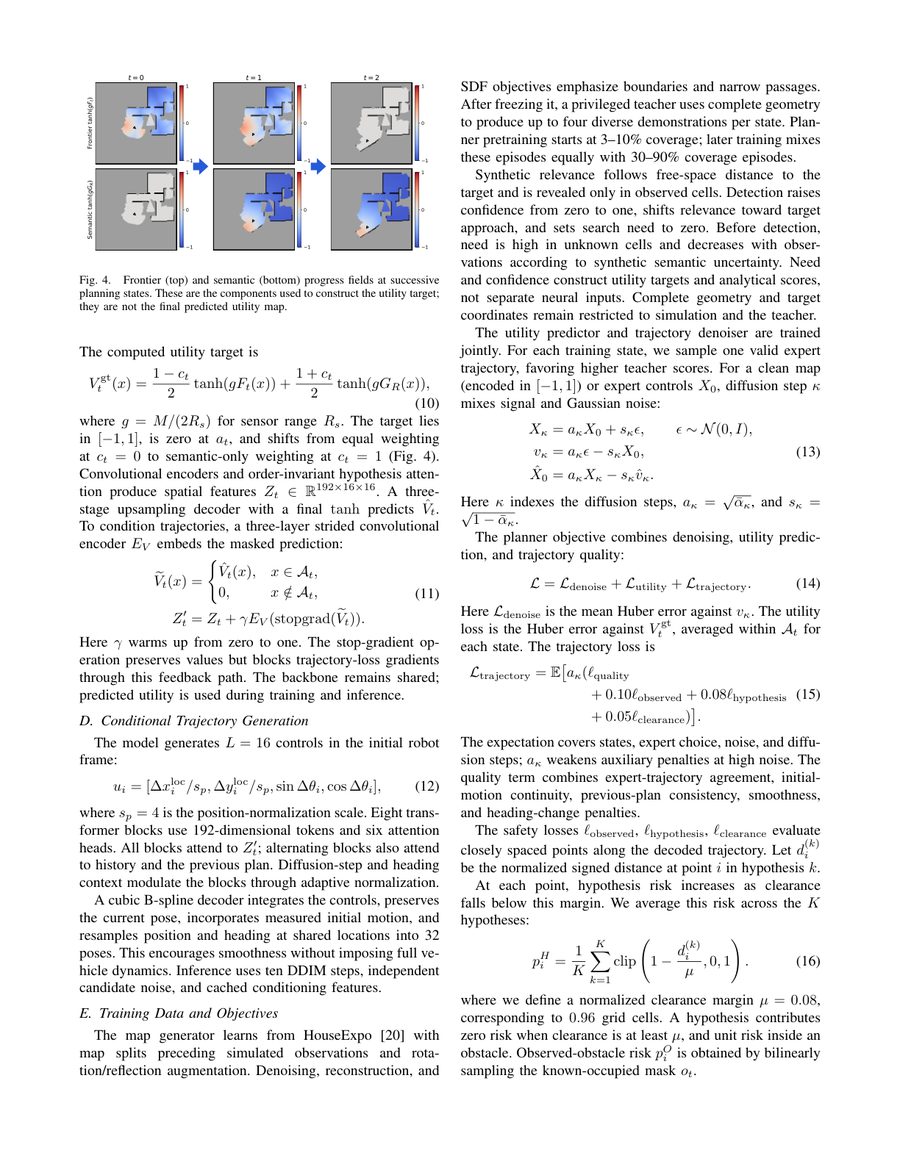 t = 0
t = 1
t = 2
Frontier tanh(gF_t)
Semantic tanh(gG_R)
1
0
−1
1
0
−1
1
0
−1
1
0
−1
1
0
−1
1
0
−1
Fig. 4. Frontier (top) and semantic (bottom) progress fields at successive
planning states. These are the components used to construct the utility target;
they are not the final predicted utility map.
The computed utility target is
V_t^gt(x) = (1 − c_t)/2 tanh(gF_t(x)) + (1 + c_t)/2 tanh(gG_R(x)),
(10)
where g = M/(2R_s) for sensor range R_s. The target lies
in [−1, 1], is zero at a_t, and shifts from equal weighting
at c_t = 0 to semantic-only weighting at c_t = 1 (Fig. 4).
Convolutional encoders and order-invariant hypothesis atten-
tion produce spatial features Z_t ∈ ℝ^{192×16×16}. A three-
stage upsampling decoder with a final tanh predicts V̂_t.
To condition trajectories, a three-layer strided convolutional
encoder E_V embeds the masked prediction:
Ṽ_t(x) = { V̂_t(x), x ∈ 𝒜_t,
0, x ∉ 𝒜_t, (11)
Z′_t = Z_t + γE_V(stopgrad(Ṽ_t)).
Here γ warms up from zero to one. The stop-gradient op-
eration preserves values but blocks trajectory-loss gradients
through this feedback path. The backbone remains shared;
predicted utility is used during training and inference.
D. Conditional Trajectory Generation
The model generates L = 16 controls in the initial robot
frame:
u_i = [Δx_i^loc/s_p, Δy_i^loc/s_p, sin Δθ_i, cos Δθ_i], (12)
where s_p = 4 is the position-normalization scale. Eight trans-
former blocks use 192-dimensional tokens and six attention
heads. All blocks attend to Z′_t; alternating blocks also attend
to history and the previous plan. Diffusion-step and heading
context modulate the blocks through adaptive normalization.
A cubic B-spline decoder integrates the controls, preserves
the current pose, incorporates measured initial motion, and
resamples position and heading at shared locations into 32
poses. This encourages smoothness without imposing full ve-
hicle dynamics. Inference uses ten DDIM steps, independent
candidate noise, and cached conditioning features.
E. Training Data and Objectives
The map generator learns from HouseExpo [20] with
map splits preceding simulated observations and rota-
tion/reflection augmentation. Denoising, reconstruction, and
SDF objectives emphasize boundaries and narrow passages.
After freezing it, a privileged teacher uses complete geometry
to produce up to four diverse demonstrations per state. Plan-
ner pretraining starts at 3–10% coverage; later training mixes
these episodes equally with 30–90% coverage episodes.
Synthetic relevance follows free-space distance to the
target and is revealed only in observed cells. Detection raises
confidence from zero to one, shifts relevance toward target
approach, and sets search need to zero. Before detection,
need is high in unknown cells and decreases with obser-
vations according to synthetic semantic uncertainty. Need
and confidence construct utility targets and analytical scores,
not separate neural inputs. Complete geometry and target
coordinates remain restricted to simulation and the teacher.
The utility predictor and trajectory denoiser are trained
jointly. For each training state, we sample one valid expert
trajectory, favoring higher teacher scores. For a clean map
(encoded in [−1, 1]) or expert controls X_0, diffusion step κ
mixes signal and Gaussian noise:
X_κ = a_κX_0 + s_κϵ, ϵ ∼ 𝒩(0, I),
v_κ = a_κϵ − s_κX_0, (13)
X̂_0 = a_κX_κ − s_κv̂_κ.
Here κ indexes the diffusion steps, a_κ = √ᾱ_κ, and s_κ =
√(1 − ᾱ_κ).
The planner objective combines denoising, utility predic-
tion, and trajectory quality:
ℒ = ℒ_denoise + ℒ_utility + ℒ_trajectory. (14)
Here ℒ_denoise is the mean Huber error against v_κ. The utility
loss is the Huber error against V_t^gt, averaged within 𝒜_t for
each state. The trajectory loss is
ℒ_trajectory = 𝔼[a_κ(ℓ_quality
+ 0.10ℓ_observed + 0.08ℓ_hypothesis (15)
+ 0.05ℓ_clearance)].
The expectation covers states, expert choice, noise, and diffu-
sion steps; a_κ weakens auxiliary penalties at high noise. The
quality term combines expert-trajectory agreement, initial-
motion continuity, previous-plan consistency, smoothness,
and heading-change penalties.
The safety losses ℓ_observed, ℓ_hypothesis, ℓ_clearance evaluate
closely spaced points along the decoded trajectory. Let d_i^(k)
be the normalized signed distance at point i in hypothesis k.
At each point, hypothesis risk increases as clearance
falls below this margin. We average this risk across the K
hypotheses:
p_i^H = 1/K ∑_{k=1}^{K} clip(1 − d_i^(k)/μ, 0, 1). (16)
where we define a normalized clearance margin μ = 0.08,
corresponding to 0.96 grid cells. A hypothesis contributes
zero risk when clearance is at least μ, and unit risk inside an
obstacle. Observed-obstacle risk p_i^O is obtained by bilinearly
sampling the known-occupied mask o_t.